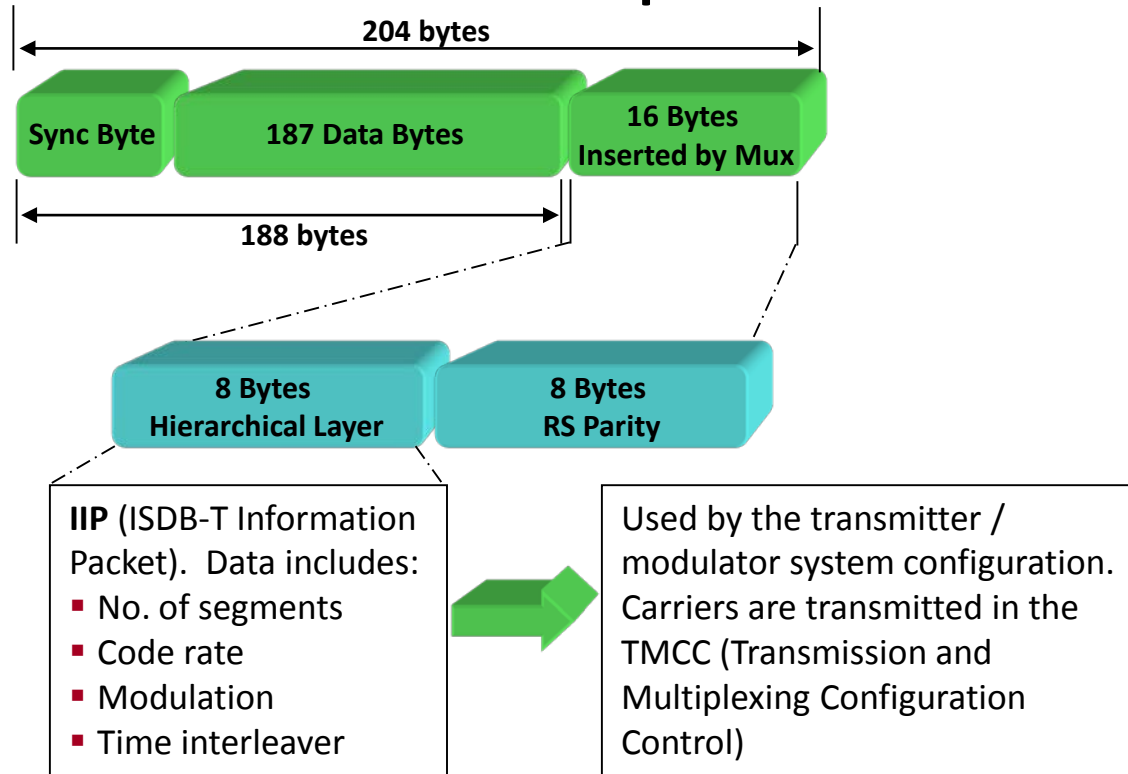 204 bytes
Sync Byte
187 Data Bytes
16 Bytes
Inserted by Mux
188 bytes
8 Bytes
Hierarchical Layer
8 Bytes
RS Parity
IIP (ISDB-T Information
Packet).  Data includes:
▪ No. of segments
▪ Code rate
▪ Modulation
▪ Time interleaver
Used by the transmitter /
modulator system configuration.
Carriers are transmitted in the
TMCC (Transmission and
Multiplexing Configuration
Control)